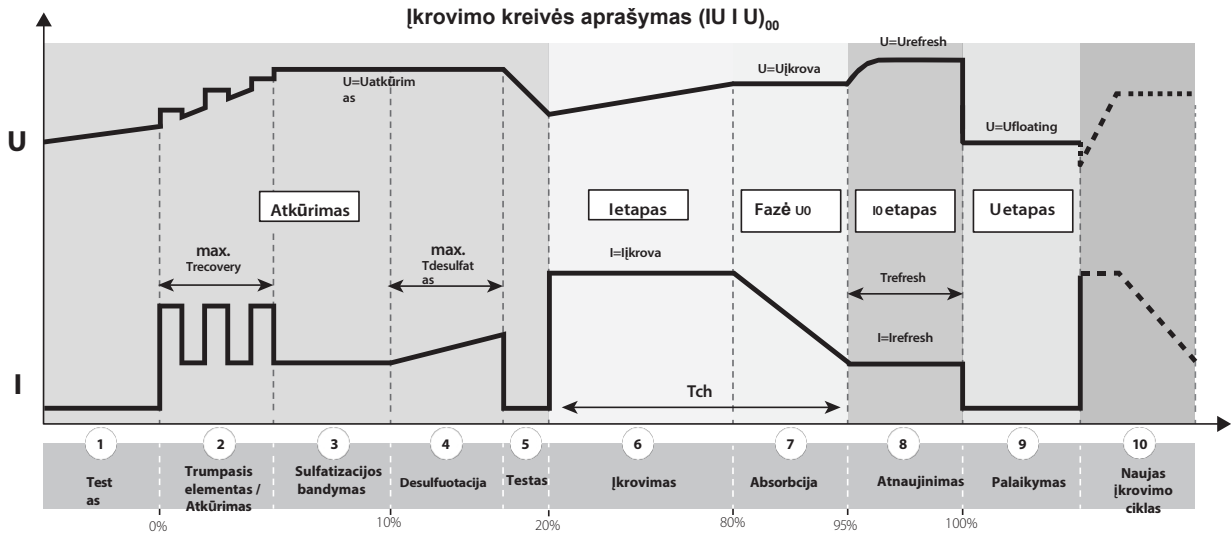 Įkrovimo kreivės aprašymas (IU I U)00
U=Urefresh
U=Uatkūrim
as
U=Uįkrova
U
U=Ufloating
Atkūrimas
Ietapas
Fazė U0
I0 etapas
Uetapas
max.
Trecovery
max.
Tdesulfat
as
I=Iįkrova
Trefresh
I=Irefresh
I
Tch
1
2
3
4
5
6
7
8
9
10
Test
as
Trumpasis
elementas /
Atkūrimas
Sulfatizacijos
bandymas
Desulfuotacija
Testas
Įkrovimas
Absorbcija
Atnaujinimas
Palaikymas
Naujas
įkrovimo
ciklas
0%
10%
20%
80%
95%
100%